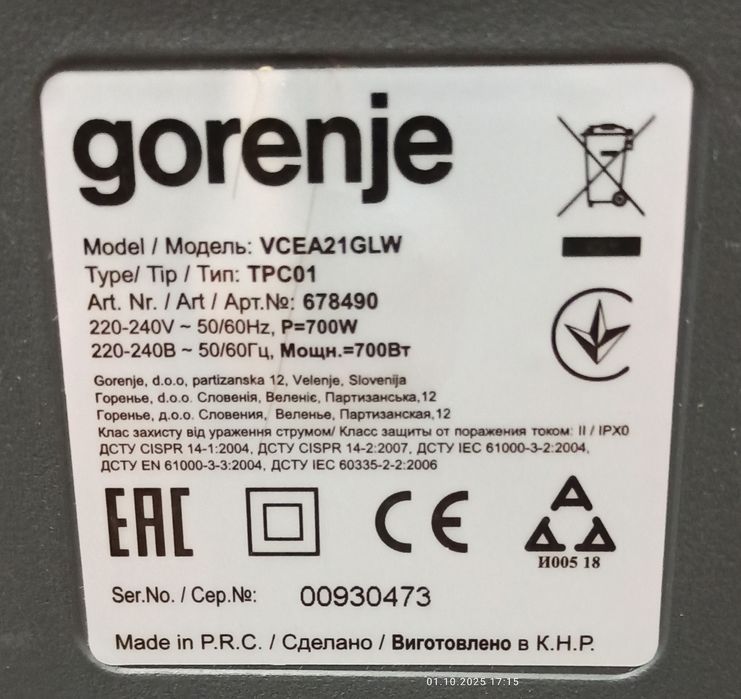 gorenje
Model / Модель: VCEA21GLW
Type/ Tip / Тип: TPC01
Art. Nr. / Art / Арт.№: 678490
220-240V ~ 50/60Hz, P=700W
220-240В ~ 50/60Гц, Мощн.=700Вт
Gorenje, d.o.o, partizanska 12, Velenje, Slovenija
Горенье, d.o.o. Словенія, Веленіє, Партизанська,12
Горенье, д.о.о. Словения, Веленье, Партизанская,12
Клас захисту від ураження струмом/ Класс защиты от поражения током: II / IPX0
ДСТУ CISPR 14-1:2004, ДСТУ CISPR 14-2:2007, ДСТУ IEC 61000-3-2:2004,
ДСТУ EN 61000-3-3:2004, ДСТУ IEC 60335-2-2:2006
EAC CE
И005 18
Ser.No. / Сер.№: 00930473
Made in P.R.C. / Сделано / Виготовлено в К.Н.Р.
01.10.2025 17:15